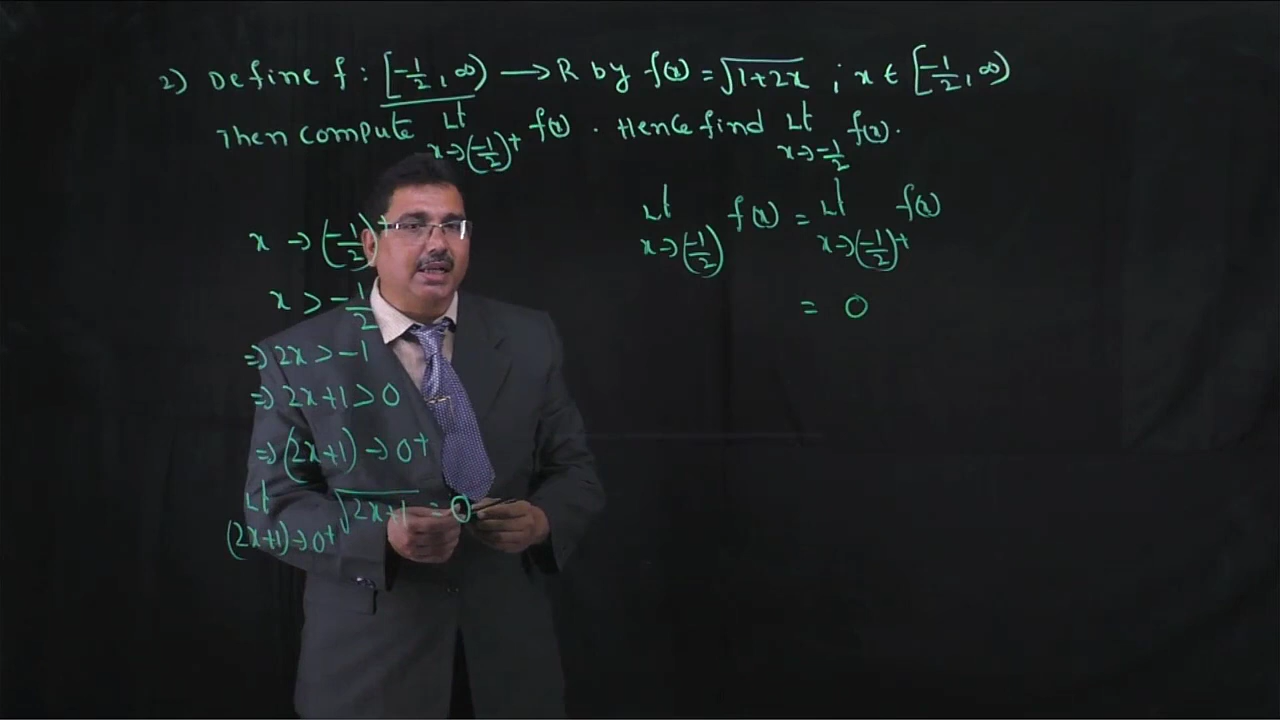 2) Define f : [-1/2, ∞) → R by f(x) = √(1+2x) ; x ∈ [-1/2, ∞)
Then compute Lt x→(-1/2)+ f(x) . Hence find Lt x→-1/2 f(x).
x → (-1/2)+
x > -1/2
⇒ 2x > -1
⇒ 2x+1 > 0
⇒ (2x+1) → 0+
Lt (2x+1)→0+ √(2x+1) = 0
Lt x→(-1/2) f(x) = Lt x→(-1/2)+ f(x)
= 0